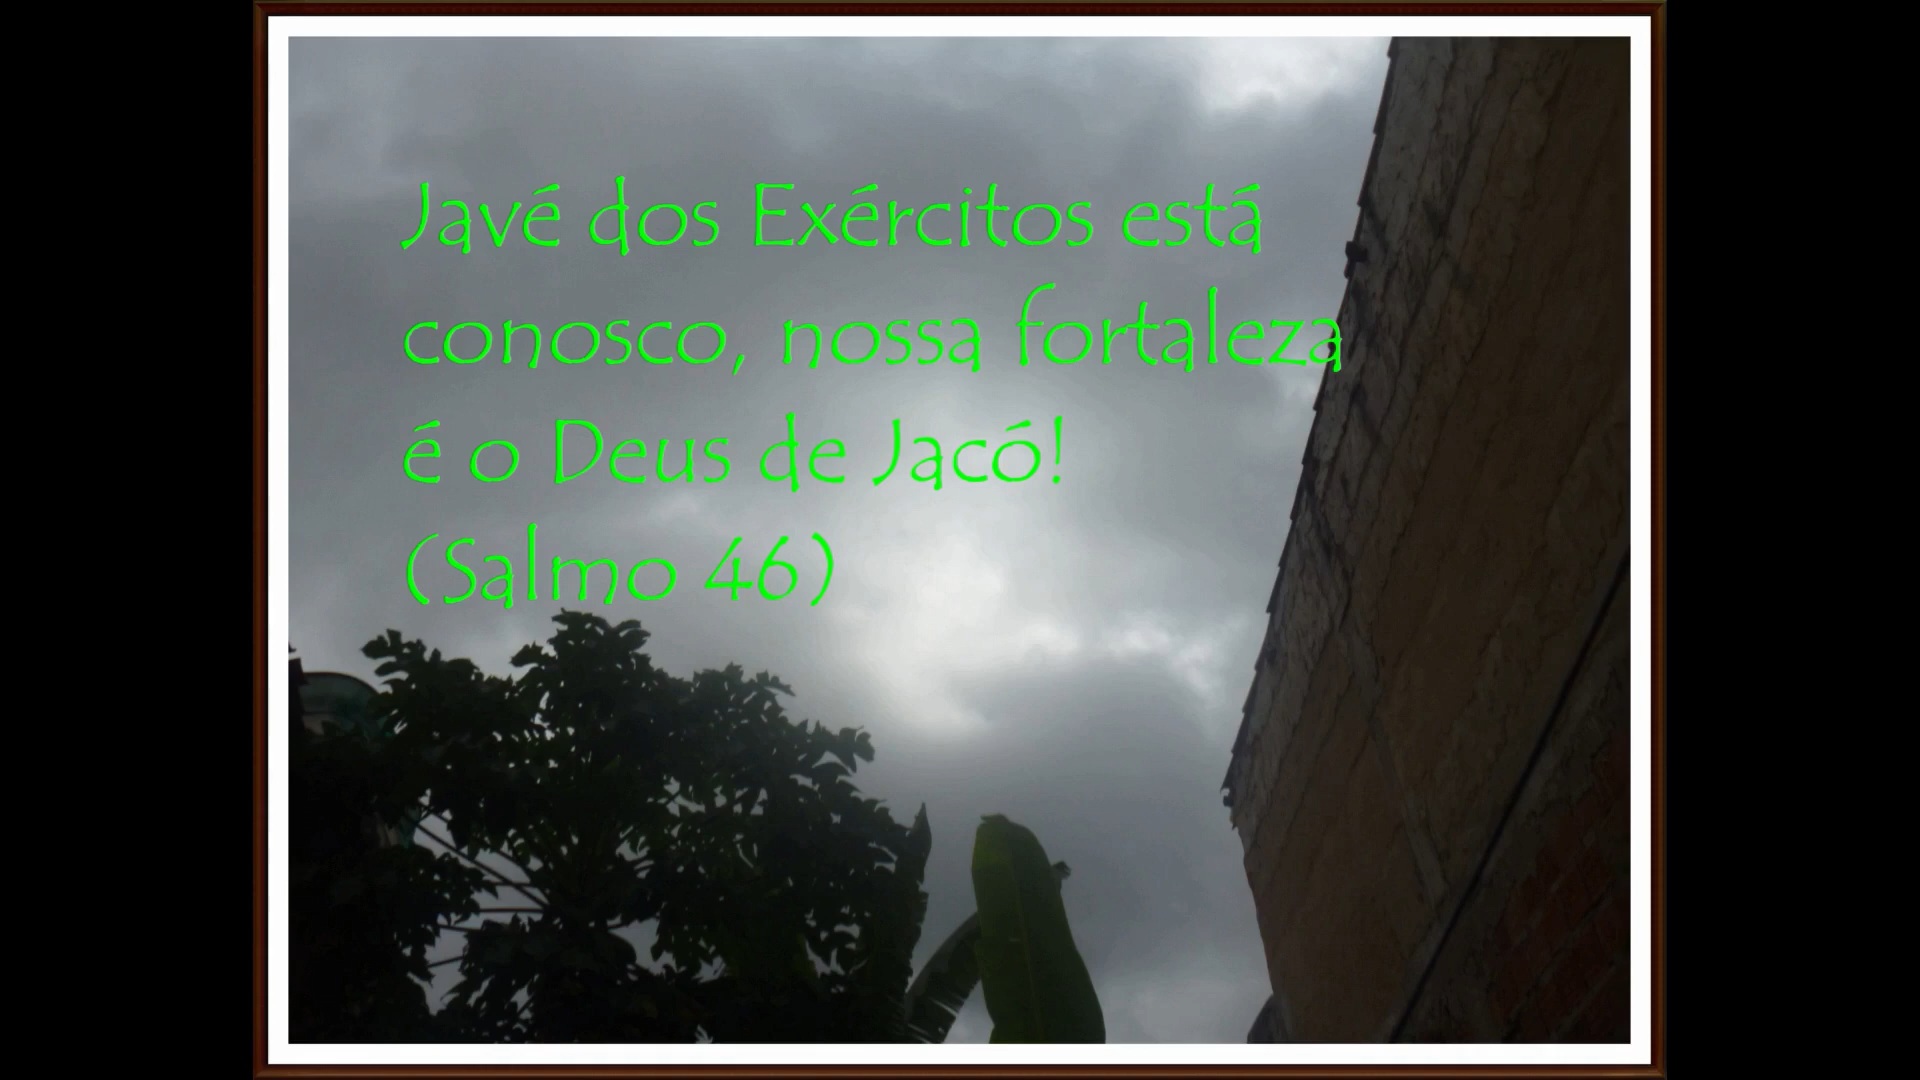 Javé dos Exércitos está
conosco, nossa fortaleza
é o Deus de Jacó!
(Salmo 46)